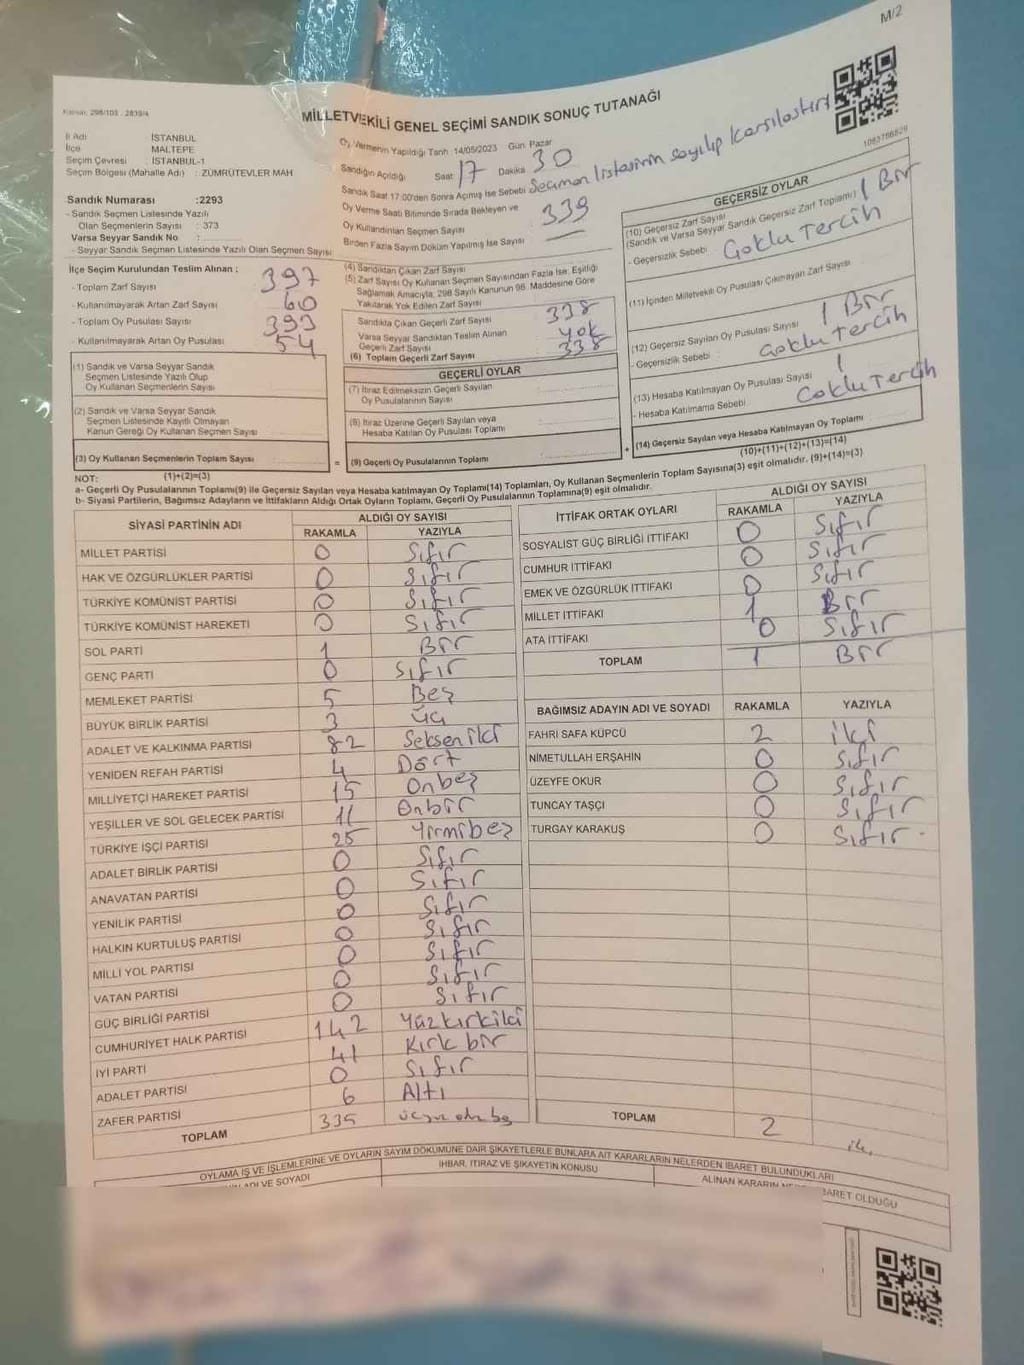 M/2
Kanun: 298/103 - 2839/4
MİLLETVEKİLİ GENEL SEÇİMİ SANDIK SONUÇ TUTANAĞI
İl Adı : İSTANBUL
İlçe : MALTEPE
Seçim Çevresi : İSTANBUL-1
Seçim Bölgesi (Mahalle Adı) : ZÜMRÜTEVLER MAH
Sandık Numarası :2293
- Sandık Seçmen Listesinde Yazılı
Olan Seçmenlerin Sayısı : 373
Varsa Seyyar Sandık No :
- Seyyar Sandık Seçmen Listesinde Yazılı Olan Seçmen Sayısı
Oy Vermenin Yapıldığı Tarih :14/05/2023 Gün Pazar
Sandığın Açıldığı Saat 17 Dakika 30
Sandık Saat 17:00'den Sonra Açımış İse Sebebi Seçmen listesinin sayılıp karşılaştırı
Oy Verme Saati Bitiminde Sırada Bekleyen ve
Oy Kullandırılan Seçmen Sayısı 339
Birden Fazla Sayım Döküm Yapılmış İse Sayısı —
1063766829
İlçe Seçim Kurulundan Teslim Alınan :
- Toplam Zarf Sayısı 397
- Kullanılmayarak Artan Zarf Sayısı 60
- Toplam Oy Pusulası Sayısı 393
- Kullanılmayarak Artan Oy Pusulası 54
(1) Sandık ve Varsa Seyyar Sandık
Seçmen Listesinde Yazılı Olup
Oy Kullanan Seçmenlerin Sayısı
(2) Sandık ve Varsa Seyyar Sandık
Seçmen Listesinde Kayıtlı Olmayan
Kanun Gereği Oy Kullanan Seçmen Sayısı
(3) Oy Kullanan Seçmenlerin Toplam Sayısı
(1)+(2)=(3)
(4) Sandıktan Çıkan Zarf Sayısı
(5) Zarf Sayısı Oy Kullanan Seçmen Sayısından Fazla İse, Eşitliği
Sağlamak Amacıyla, 298 Sayılı Kanunun 98. Maddesine Göre
Yakılarak Yok Edilen Zarf Sayısı
Sandıkta Çıkan Geçerli Zarf Sayısı 338
Varsa Seyyar Sandıktan Teslim Alınan
Geçerli Zarf Sayısı yok
(6) Toplam Geçerli Zarf Sayısı 338
GEÇERLİ OYLAR
(7) İtiraz Edilmeksizin Geçerli Sayılan
Oy Pusulalarının Sayısı
(8) İtiraz Üzerine Geçerli Sayılan veya
Hesaba Katılan Oy Pusulası Toplamı
= (9) Geçerli Oy Pusulalarının Toplamı
GEÇERSİZ OYLAR
(10) Geçersiz Zarf Sayısı
(Sandık ve Varsa Seyyar Sandık Geçersiz Zarf Toplamı) 1 Bir
- Geçersizlik Sebebi Çoklu Tercih
(11) İçinden Milletvekili Oy Pusulası Çıkmayan Zarf Sayısı
(12) Geçersiz Sayılan Oy Pusulası Sayısı 1 Bir
- Geçersizlik Sebebi : Çoklu Tercih
(13) Hesaba Katılmayan Oy Pusulası Sayısı 1
- Hesaba Katılmama Sebebi Çoklu Tercih
+ (14) Geçersiz Sayılan veya Hesaba Katılmayan Oy Toplamı
(10)+(11)+(12)+(13)=(14)
NOT:
a- Geçerli Oy Pusulalarının Toplamı(9) ile Geçersiz Sayılan veya Hesaba katılmayan Oy Toplamı(14) Toplamları, Oy Kullanan Seçmenlerin Toplam Sayısına(3) eşit olmalıdır. (9)+(14)=(3)
b- Siyasi Partilerin, Bağımsız Adayların ve İttifakların Aldığı Ortak Oyların Toplamı, Geçerli Oy Pusulalarının Toplamına(9) eşit olmalıdır.
SİYASİ PARTİNİN ADI ALDIĞI OY SAYISI
RAKAMLA YAZIYLA
MİLLET PARTİSİ 0 Sıfır
HAK VE ÖZGÜRLÜKLER PARTİSİ 0 Sıfır
TÜRKİYE KOMÜNİST PARTİSİ 0 Sıfır
TÜRKİYE KOMÜNİST HAREKETİ 0 Sıfır
SOL PARTİ 1 Bir
GENÇ PARTİ 0 Sıfır
MEMLEKET PARTİSİ 5 Beş
BÜYÜK BİRLİK PARTİSİ 3 Üç
ADALET VE KALKINMA PARTİSİ 82 Seksen iki
YENİDEN REFAH PARTİSİ 4 Dört
MİLLİYETÇİ HAREKET PARTİSİ 15 Onbeş
YEŞİLLER VE SOL GELECEK PARTİSİ 11 Onbir
TÜRKİYE İŞÇİ PARTİSİ 25 Yirmibeş
ADALET BİRLİK PARTİSİ 0 Sıfır
ANAVATAN PARTİSİ 0 Sıfır
YENİLİK PARTİSİ 0 Sıfır
HALKIN KURTULUŞ PARTİSİ 0 Sıfır
MİLLİ YOL PARTİSİ 0 Sıfır
VATAN PARTİSİ 0 Sıfır
GÜÇ BİRLİĞİ PARTİSİ 0 Sıfır
CUMHURİYET HALK PARTİSİ 142 Yüzkırkiki
İYİ PARTİ 41 Kırk bir
ADALET PARTİSİ 0 Sıfır
ZAFER PARTİSİ 6 Altı
TOPLAM 335
İTTİFAK ORTAK OYLARI ALDIĞI OY SAYISI
RAKAMLA YAZIYLA
SOSYALİST GÜÇ BİRLİĞİ İTTİFAKI 0 Sıfır
CUMHUR İTTİFAKI 0 Sıfır
EMEK VE ÖZGÜRLÜK İTTİFAKI 0 Sıfır
MİLLET İTTİFAKI 1 Bir
ATA İTTİFAKI 0 Sıfır
TOPLAM 1 Bir
BAĞIMSIZ ADAYIN ADI VE SOYADI RAKAMLA YAZIYLA
FAHRİ SAFA KÜPCÜ 2 iki
NİMETULLAH ERŞAHİN 0 Sıfır
ÜZEYFE OKUR 0 Sıfır
TUNCAY TAŞÇI 0 Sıfır
TURGAY KARAKUŞ 0 Sıfır
TOPLAM 2 iki
OYLAMA İŞ VE İŞLEMLERİNE VE OYLARIN SAYIM DÖKÜMÜNE DAİR ŞİKAYETLERLE BUNLARA AİT KARARLARIN NELERDEN İBARET BULUNDUKLARI
ADI VE SOYADI İHBAR, İTİRAZ VE ŞİKAYETİN KONUSU ALINAN KARARIN İBARET OLDUĞU